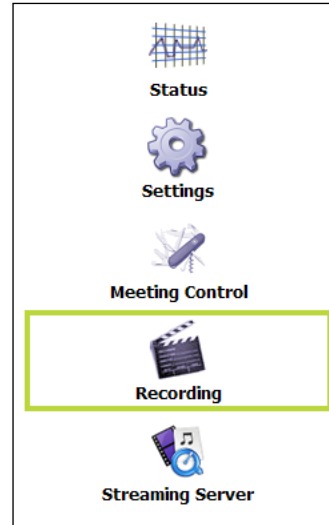 Status
Settings
Meeting Control
Recording
Streaming Server